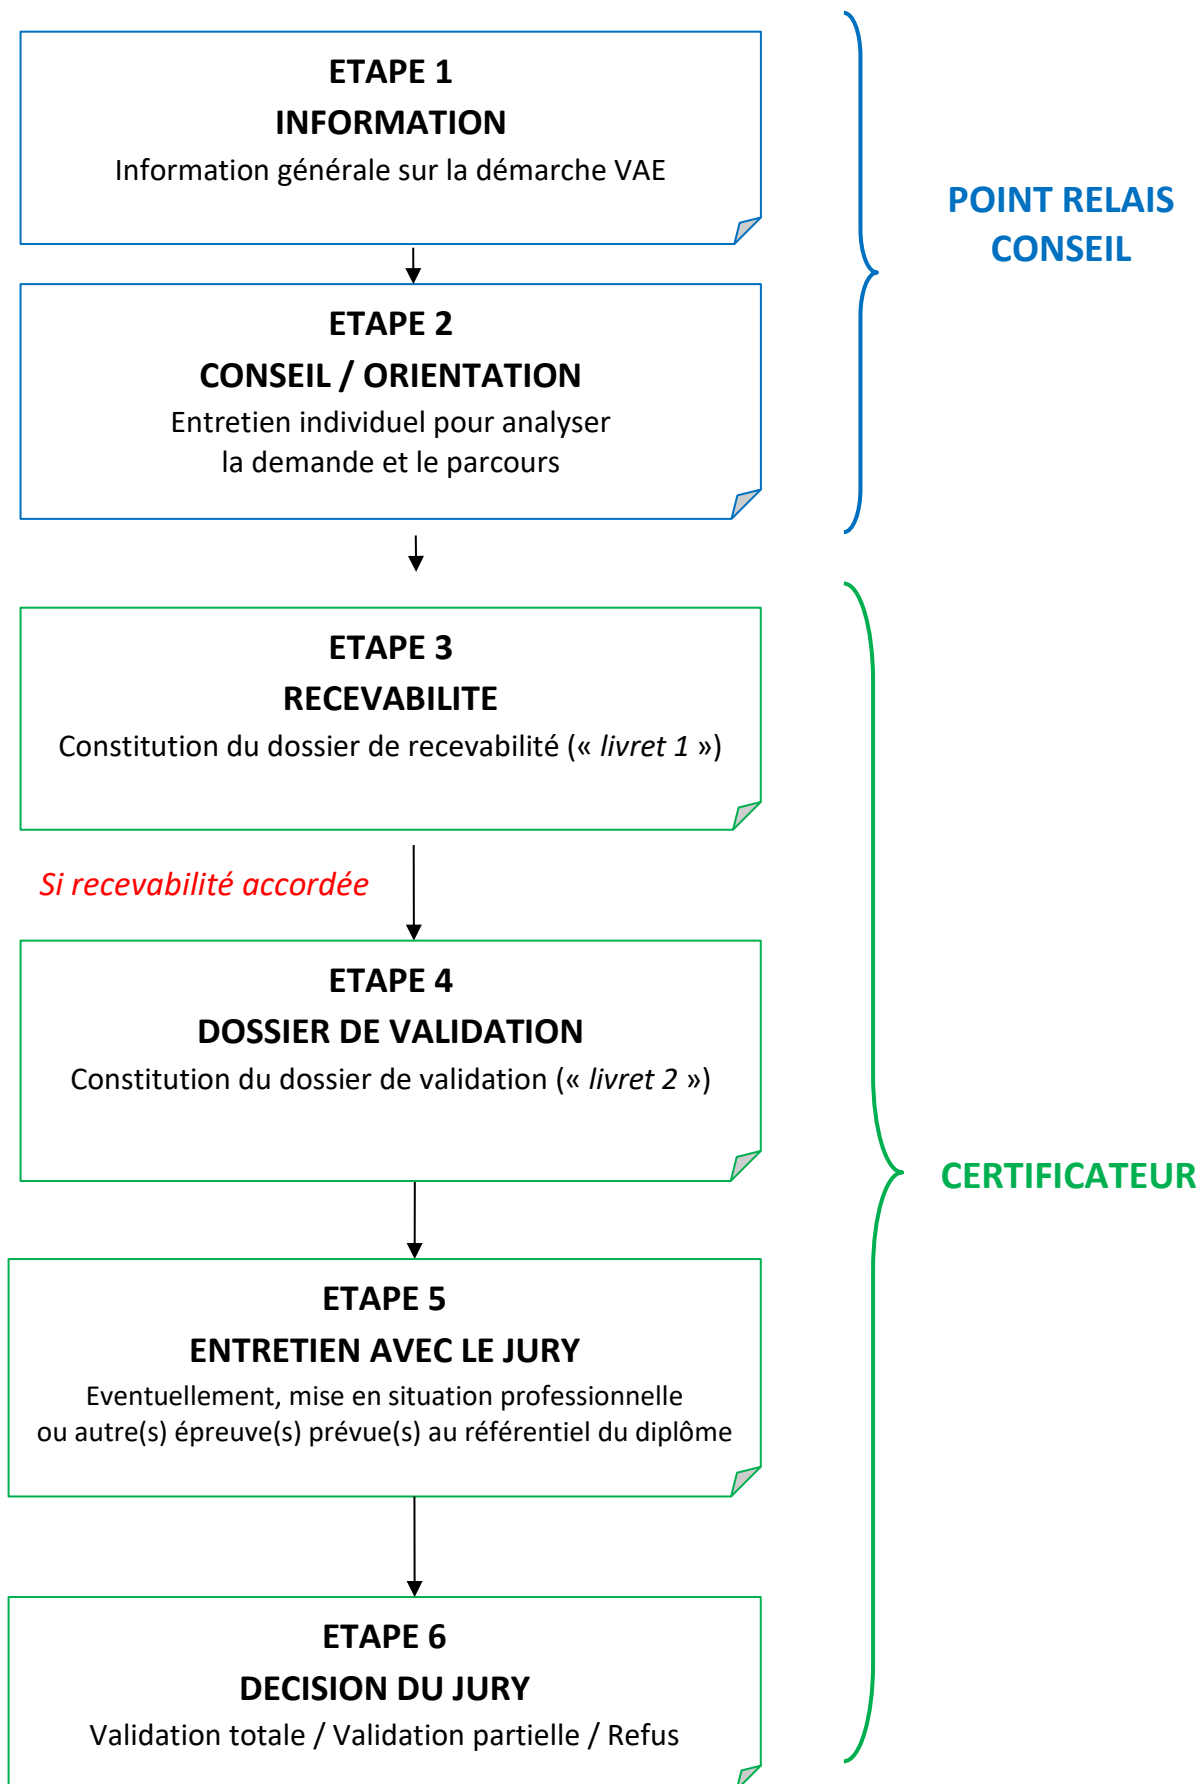 ETAPE 1
INFORMATION
Information générale sur la démarche VAE
POINT RELAIS
CONSEIL
ETAPE 2
CONSEIL / ORIENTATION
Entretien individuel pour analyser
la demande et le parcours
ETAPE 3
RECEVABILITE
Constitution du dossier de recevabilité (« livret 1 »)
Si recevabilité accordée
ETAPE 4
DOSSIER DE VALIDATION
Constitution du dossier de validation (« livret 2 »)
CERTIFICATEUR
ETAPE 5
ENTRETIEN AVEC LE JURY
Eventuellement, mise en situation professionnelle
ou autre(s) épreuve(s) prévue(s) au référentiel du diplôme
ETAPE 6
DECISION DU JURY
Validation totale / Validation partielle / Refus